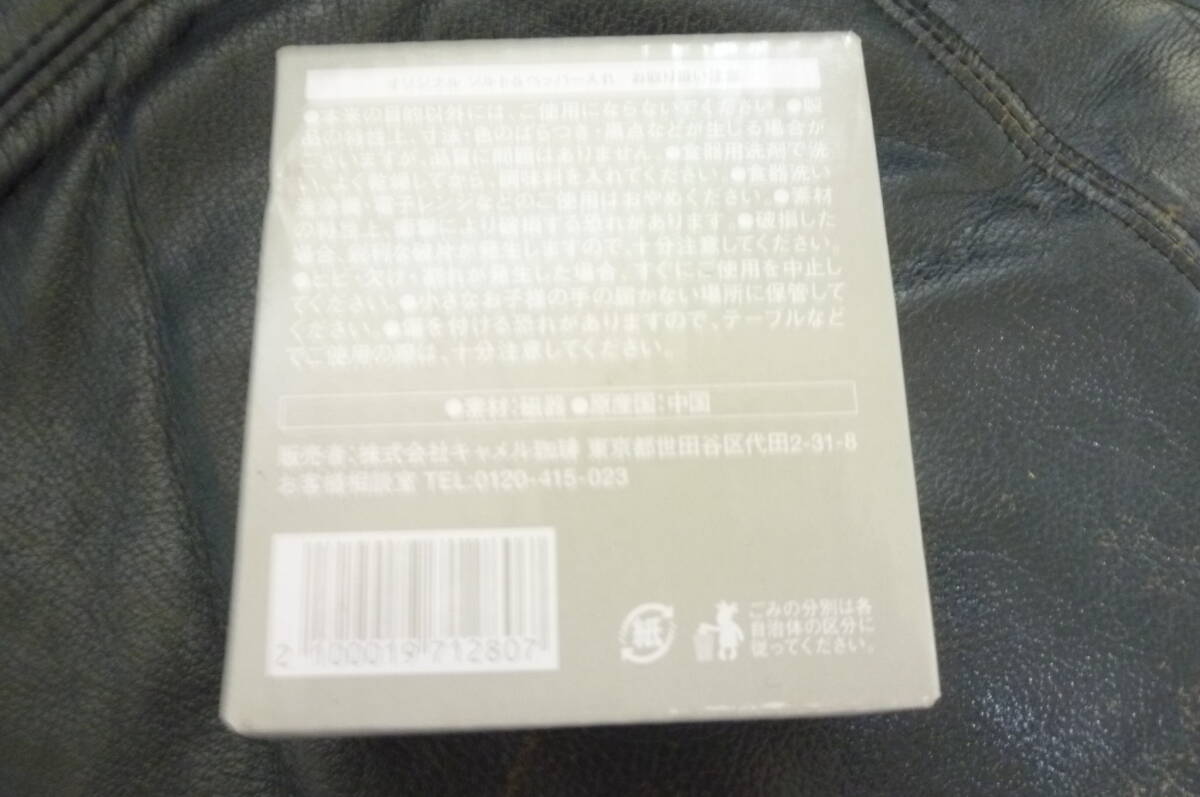 ●本来の目的以外には、ご使用にならないでください。●製
品の特性上、寸法・色のばらつき・黒点などが生じる場合が
ございますが、品質に問題はありません。●食器用洗剤で洗
い、よく乾燥してから、調味料を入れてください。●食器洗い
乾燥機・電子レンジなどのご使用はおやめください。●素材
の特性上、衝撃により破損する恐れがあります。●破損した
場合、鋭利な破片が発生しますので、十分注意してください。
●ヒビ・欠け・割れが発生した場合、すぐにご使用を中止し
てください。●小さなお子様の手の届かない場所に保管して
ください。●傷を付ける恐れがありますので、テーブルなど
でご使用の際は、十分注意してください。
●素材：磁器 ●原産国：中国
販売者：株式会社キャメル珈琲 東京都世田谷区代田2-31-8
お客様相談室 TEL:0120-415-023
2 100019 712807
紙
ごみの分別は各
自治体の区分に
従ってください。